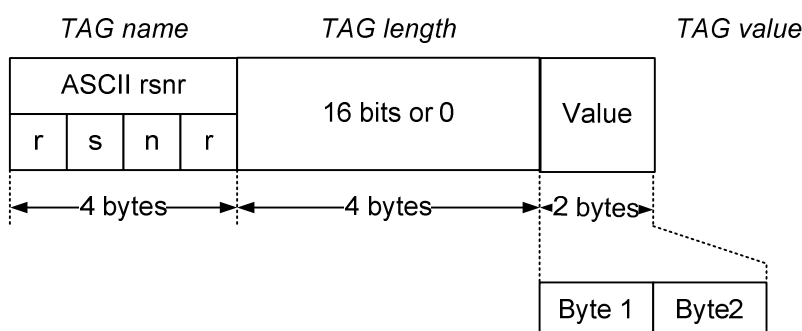 TAG name TAG length TAG value
ASCII rsnr
16 bits or 0
Value
r s n r
4 bytes 4 bytes 2 bytes
Byte 1 Byte2